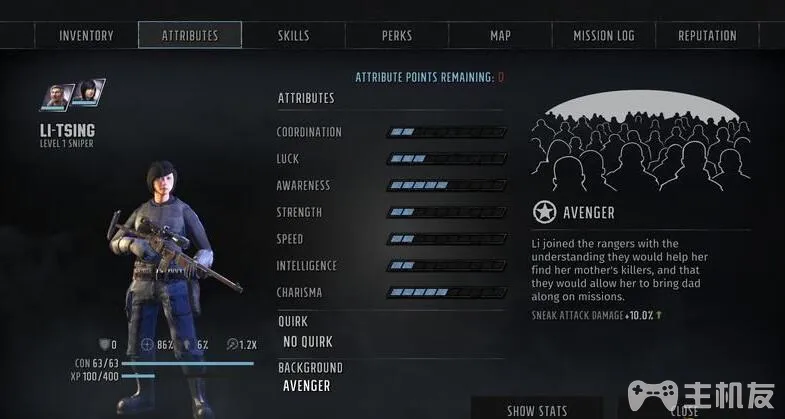 INVENTORY
ATTRIBUTES
SKILLS
PERKS
MAP
MISSION LOG
REPUTATION
ATTRIBUTE POINTS REMAINING: 0
LI-TSING
LEVEL 1 SNIPER
ATTRIBUTES
COORDINATION
LUCK
AWARENESS
STRENGTH
SPEED
INTELLIGENCE
CHARISMA
QUIRK
NO QUIRK
BACKGROUND
AVENGER
0
86%
6%
1.2X
CON 63/63
XP 100/400
AVENGER
Li joined the rangers with the
understanding they would help her
find her mother's killers, and that
they would allow her to bring dad
along on missions.
SNEAK ATTACK DAMAGE +10.0%
SHOW STATS
CLOSE
主机友